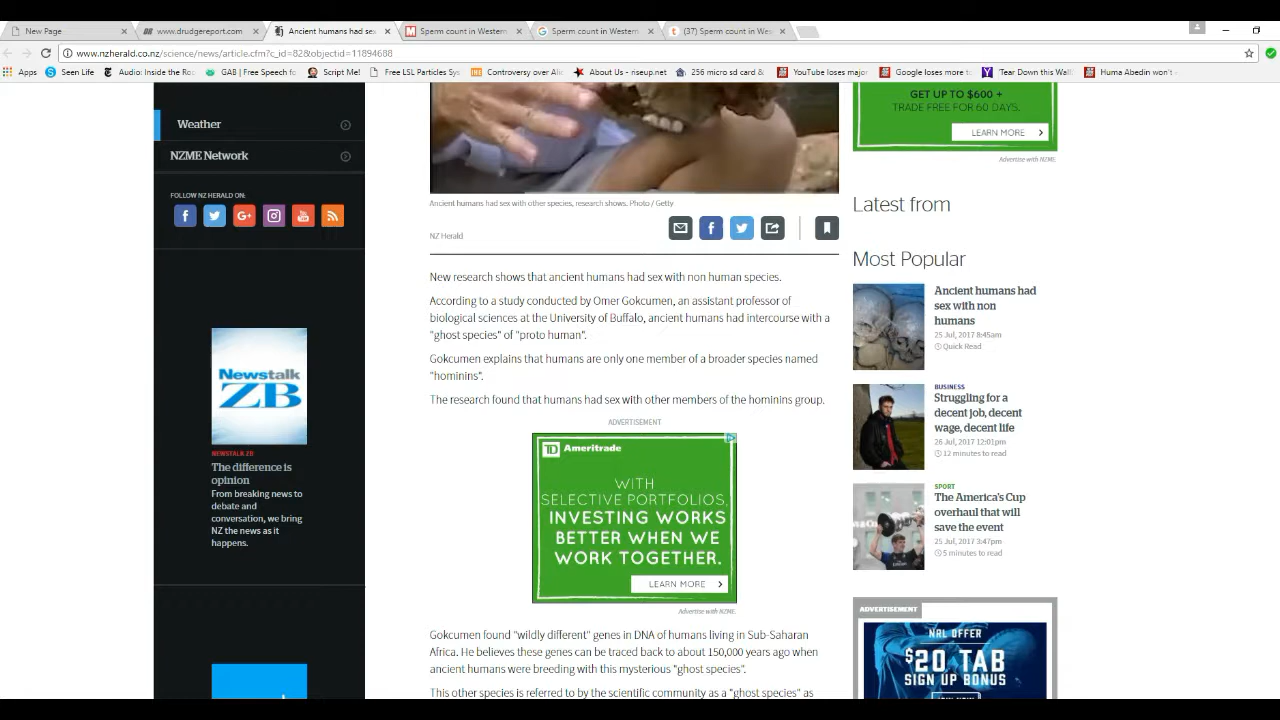 New Page
www.drudgereport.com
Ancient humans had sex
Sperm count in Western
Sperm count in Western
(37) Sperm count in Wes
www.nzherald.co.nz/science/news/article.cfm?c_id=82&objectid=11894688
Apps
Seen Life
Audio: Inside the Ro
GAB | Free Speech fo
Script Me!
Free LSL Particles Sys
Controversy over Alie
About Us - riseup.net
256 micro sd card &
YouTube loses major
Google loses more to
'Tear Down this Wall
Huma Abedin won't
Weather
NZME Network
FOLLOW NZ HERALD ON:
Newstalk
ZB
NEWSTALK ZB
The difference is
opinion
From breaking news to
debate and
conversation, we bring
NZ the news as it
happens.
Ancient humans had sex with other species, research shows. Photo / Getty
NZ Herald
New research shows that ancient humans had sex with non human species.
According to a study conducted by Omer Gokcumen, an assistant professor of
biological sciences at the University of Buffalo, ancient humans had intercourse with a
"ghost species" of "proto human".
Gokcumen explains that humans are only one member of a broader species named
"hominins".
The research found that humans had sex with other members of the hominins group.
ADVERTISEMENT
TD Ameritrade
WITH
SELECTIVE PORTFOLIOS,
INVESTING WORKS
BETTER WHEN WE
WORK TOGETHER.
LEARN MORE
Advertise with NZME.
Gokcumen found "wildly different" genes in DNA of humans living in Sub-Saharan
Africa. He believes these genes can be traced back to about 150,000 years ago when
ancient humans were breeding with this mysterious "ghost species".
This other species is referred to by the scientific community as a "ghost species" as
GET UP TO $600 +
TRADE FREE FOR 60 DAYS.
LEARN MORE
Advertise with NZME.
Latest from
Most Popular
Ancient humans had
sex with non
humans
25 Jul, 2017 8:45am
Quick Read
BUSINESS
Struggling for a
decent job, decent
wage, decent life
26 Jul, 2017 12:01pm
12 minutes to read
SPORT
The America's Cup
overhaul that will
save the event
25 Jul, 2017 3:47pm
5 minutes to read
ADVERTISEMENT
NRL OFFER
$20 TAB
SIGN UP BONUS